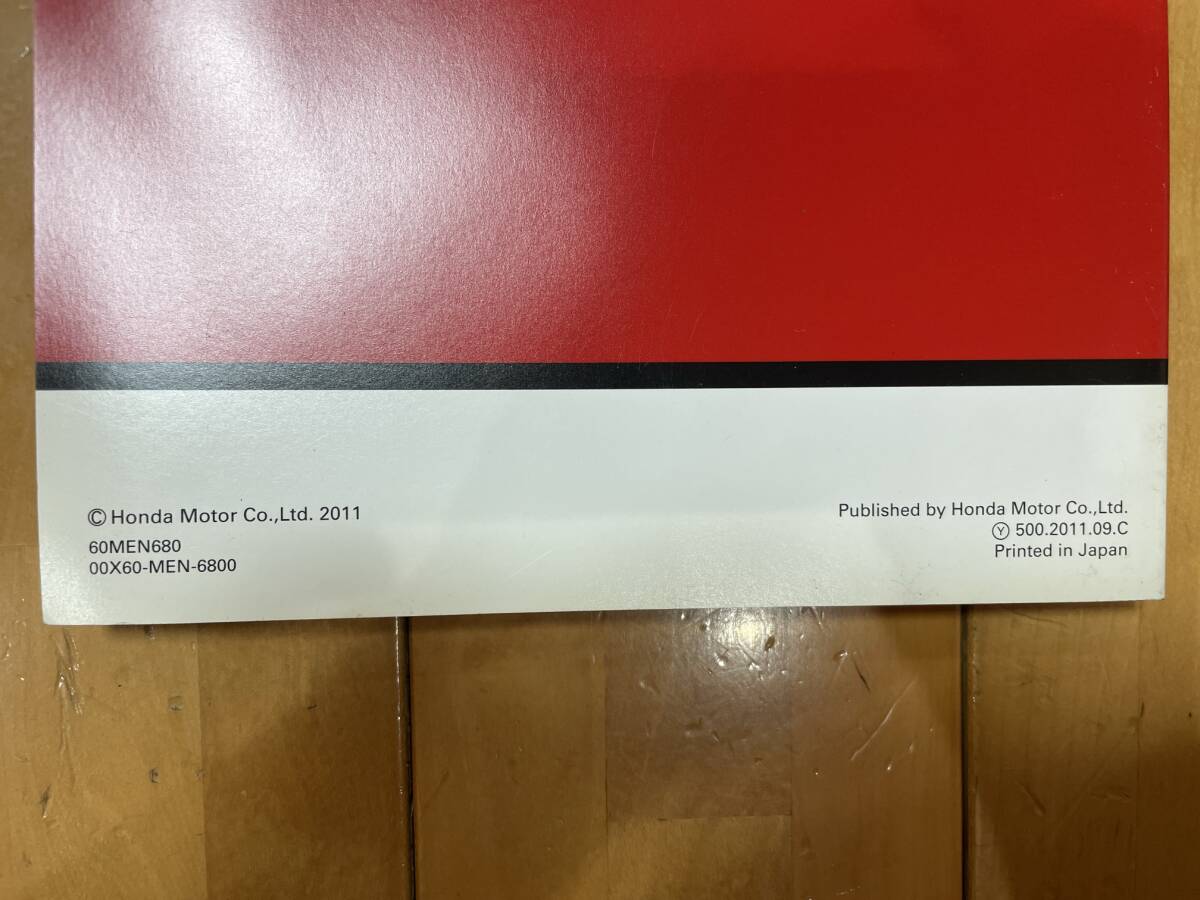 © Honda Motor Co.,Ltd. 2011
60MEN680
00X60-MEN-6800
Published by Honda Motor Co.,Ltd.
Ⓨ 500.2011.09.C
Printed in Japan